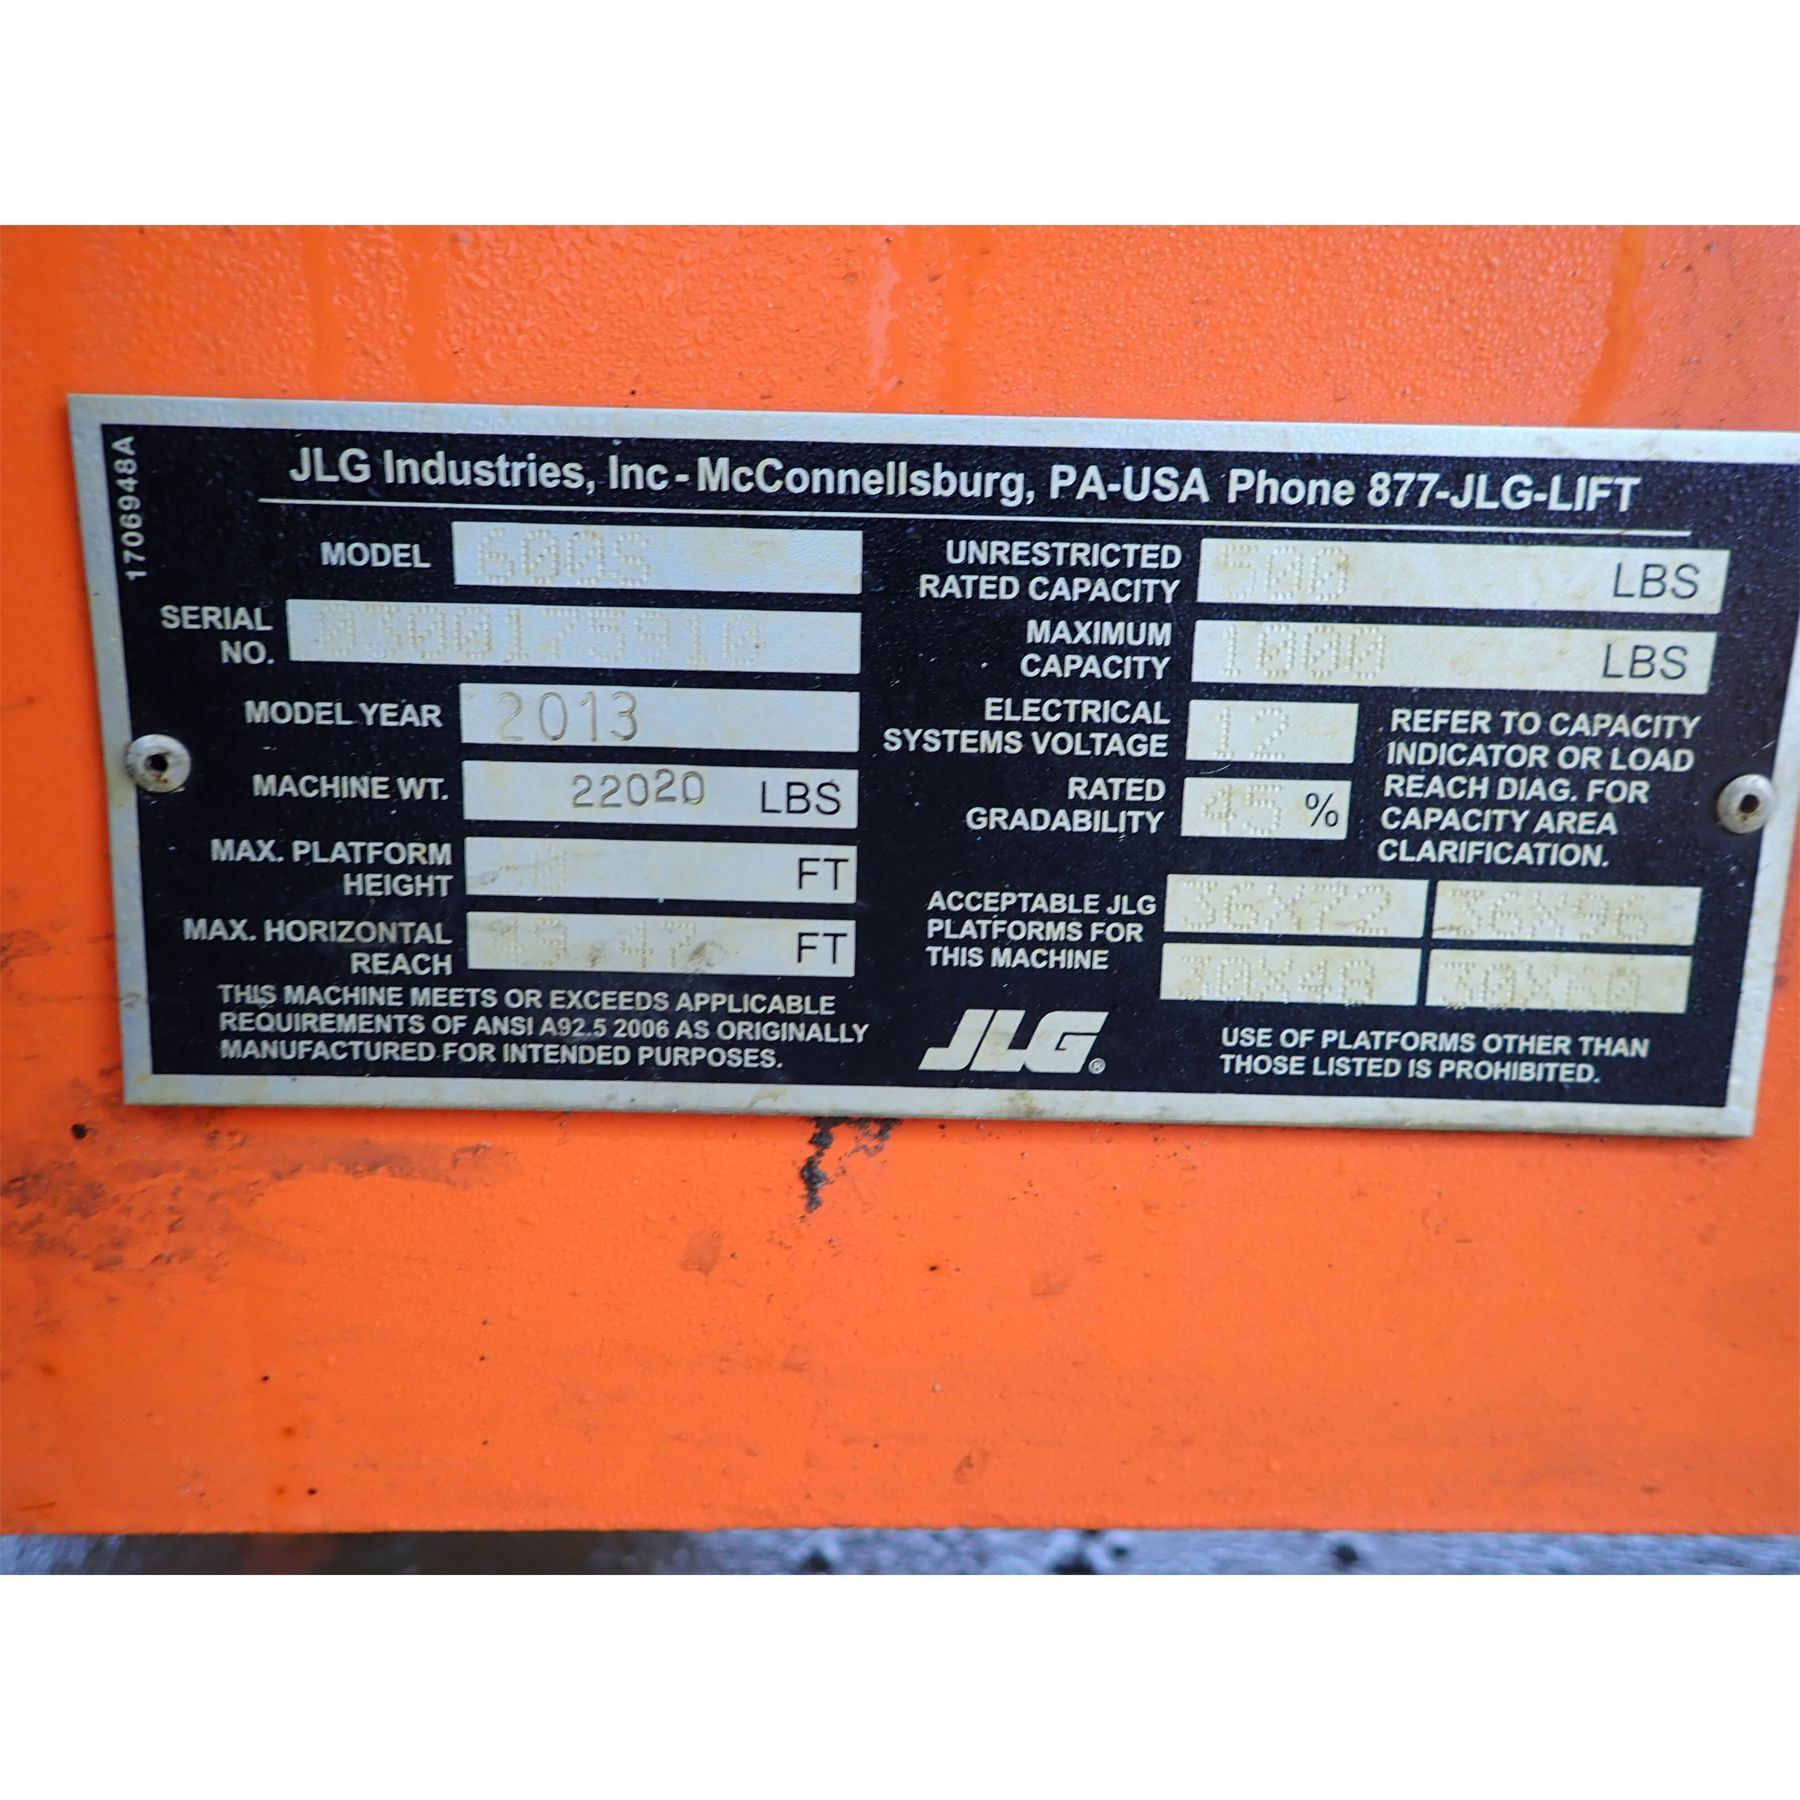 1706948A
JLG Industries, Inc - McConnellsburg, PA-USA Phone 877-JLG-LIFT
MODEL 600S
SERIAL NO. 0300175910
MODEL YEAR 2013
MACHINE WT. 22020 LBS
MAX. PLATFORM
HEIGHT FT
MAX. HORIZONTAL
REACH FT
THIS MACHINE MEETS OR EXCEEDS APPLICABLE
REQUIREMENTS OF ANSI A92.5 2006 AS ORIGINALLY
MANUFACTURED FOR INTENDED PURPOSES.
UNRESTRICTED
RATED CAPACITY 500 LBS
MAXIMUM
CAPACITY 1000 LBS
ELECTRICAL
SYSTEMS VOLTAGE 12
RATED
GRADABILITY 45 %
REFER TO CAPACITY
INDICATOR OR LOAD
REACH DIAG. FOR
CAPACITY AREA
CLARIFICATION.
ACCEPTABLE JLG
PLATFORMS FOR
THIS MACHINE
36X72 36X96
30X48 30X60
JLG®
USE OF PLATFORMS OTHER THAN
THOSE LISTED IS PROHIBITED.